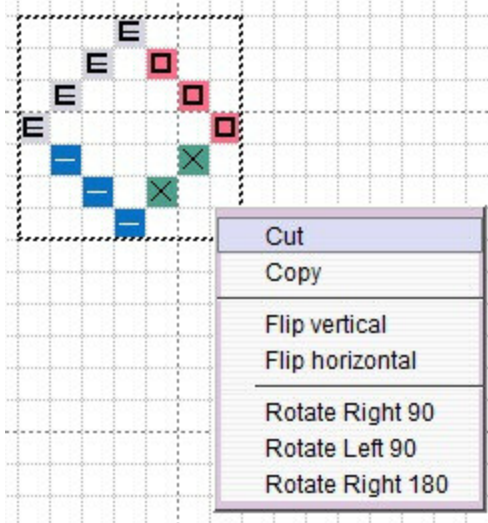 Cut
Copy
Flip vertical
Flip horizontal
Rotate Right 90
Rotate Left 90
Rotate Right 180